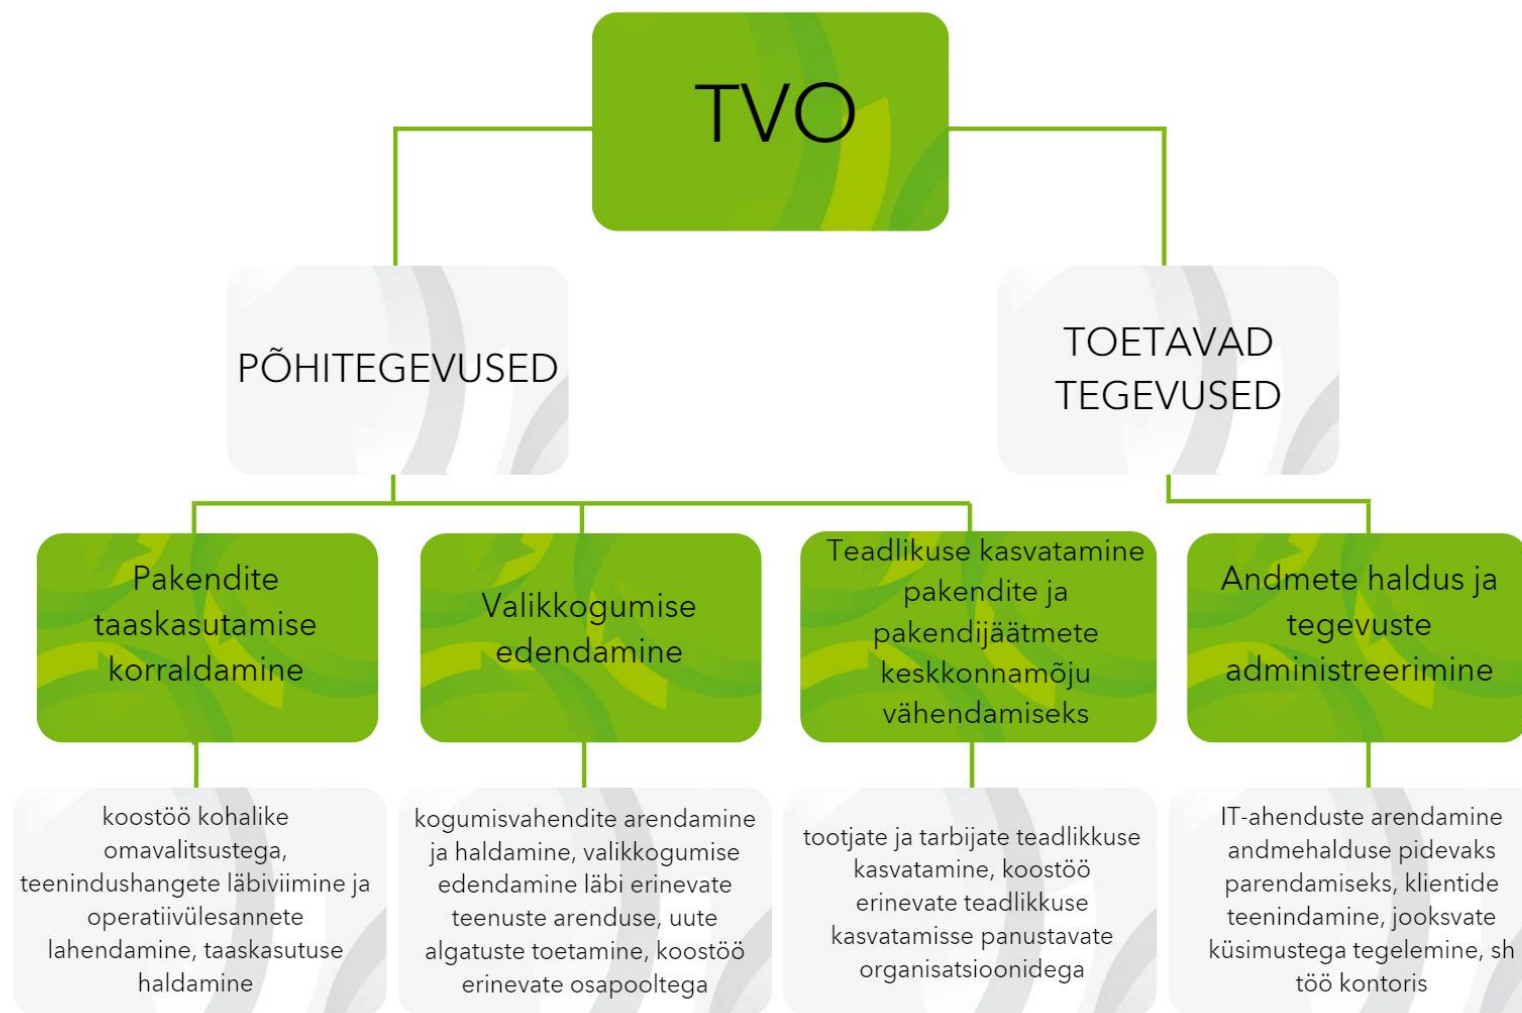 TVO
PÕHITEGEVUSED
TOETAVAD
TEGEVUSED
Pakendite
taaskasutamise
korraldamine
Valikkogumise
edendamine
Teadlikuse kasvatamine
pakendite ja
pakendijäätmete
keskkonnamõju
vähendamiseks
Andmete haldus ja
tegevuste
administreerimine
koostöö kohalike
omavalitsustega,
teenindushangete läbiviimine ja
operatiivülesannete
lahendamine, taaskasutuse
haldamine
kogumisvahendite arendamine
ja haldamine, valikkogumise
edendamine läbi erinevate
teenuste arenduse, uute
algatuste toetamine, koostöö
erinevate osapooltega
tootjate ja tarbijate teadlikkuse
kasvatamine, koostöö
erinevate teadlikkuse
kasvatamisse panustavate
organisatsioonidega
IT-ahenduste arendamine
andmehalduse pidevaks
parendamiseks, klientide
teenindamine, jooksvate
küsimustega tegelemine, sh
töö kontoris